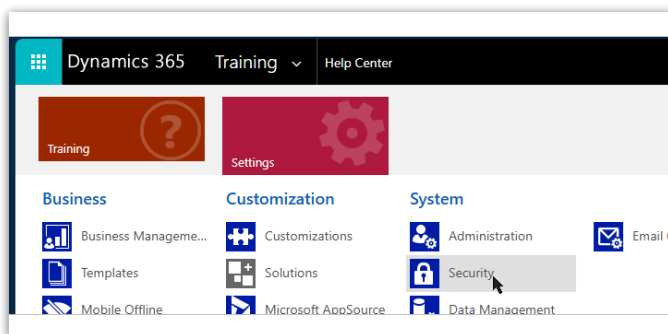 Dynamics 365 Training Help Center
Training
Settings
Business
Business Manageme...
Templates
Mobile Offline
Customization
Customizations
Solutions
Microsoft AppSource
System
Administration
Security
Data Management
Email